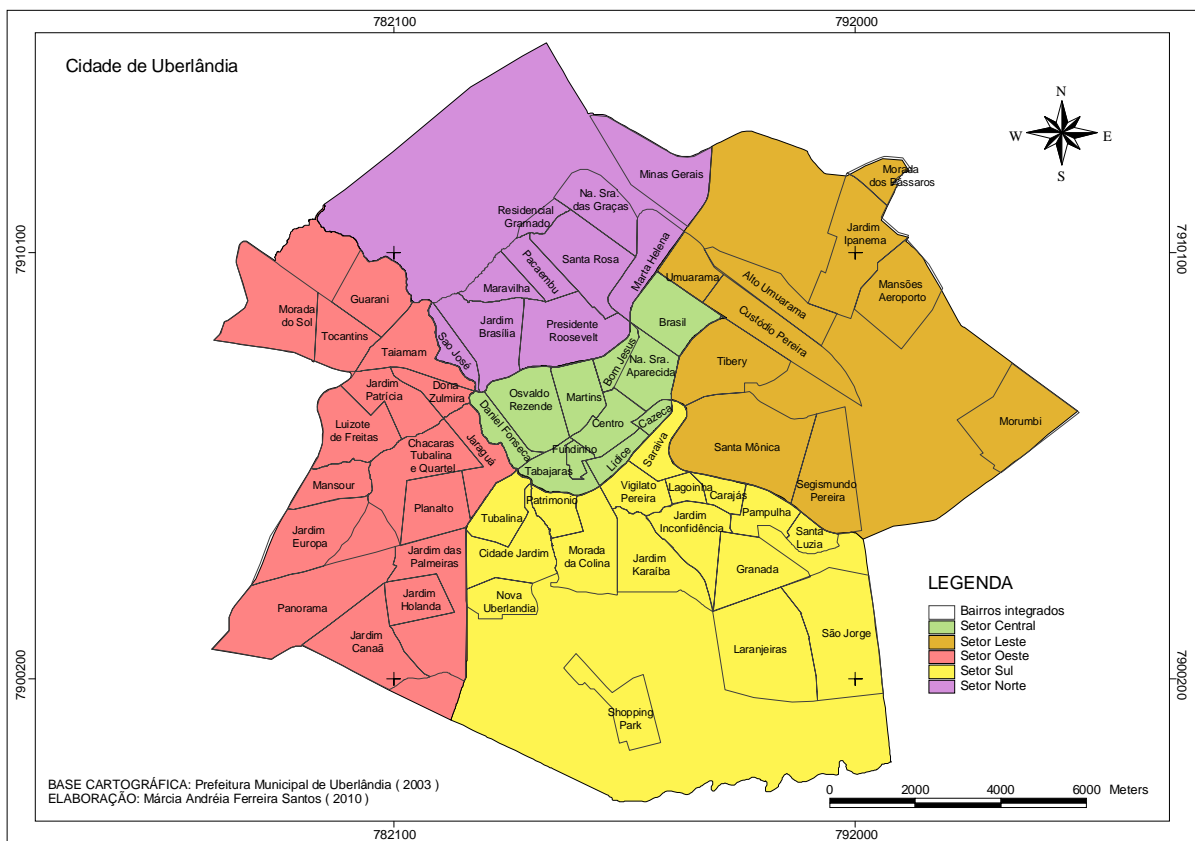 782100
792000
Cidade de Uberlândia
N
W
E
S
7910100
7910100
Morada
dos Pássaros
Minas Gerais
Na. Sra.
das Graças
Residencial
Gramado
Jardim
Ipanema
Santa Rosa
Marta Helena
Pacaembu
Umuarama
Alto Umuarama
Mansões
Aeroporto
Maravilha
Guarani
Morada
do Sol
Tocantins
Custódio Pereira
Brasil
Jardim
Brasília
Presidente
Roosevelt
Sao José
Taiamam
Bom Jesus
Na. Sra.
Aparecida
Tibery
Jardim
Patrícia
Dona
Zulmira
Osvaldo
Rezende
Martins
Daniel Fonseca
Centro
Cazeca
Luizote
de Freitas
Morumbi
Chacaras
Tubalina
e Quartel
Jaraguá
Fundinho
Lídice
Saraiva
Santa Mônica
Tabajaras
Mansour
Segismundo
Pereira
Vigilato
Pereira
Lagoinha
Carajás
Patrimonio
Planalto
Tubalina
Jardim
Inconfidência
Pampulha
Santa
Luzia
Jardim
Europa
Jardim das
Palmeiras
Cidade Jardim
Morada
da Colina
Jardim
Karaíba
Granada
Panorama
Jardim
Holanda
Nova
Uberlandia
Jardim
Canaã
Laranjeiras
São Jorge
Shopping
Park
LEGENDA
Bairros integrados
Setor Central
Setor Leste
Setor Oeste
Setor Sul
Setor Norte
7900200
7900200
BASE CARTOGRÁFICA: Prefeitura Municipal de Uberlândia ( 2003 )
ELABORAÇÃO: Márcia Andréia Ferreira Santos ( 2010 )
0 2000 4000 6000 Meters
782100
792000